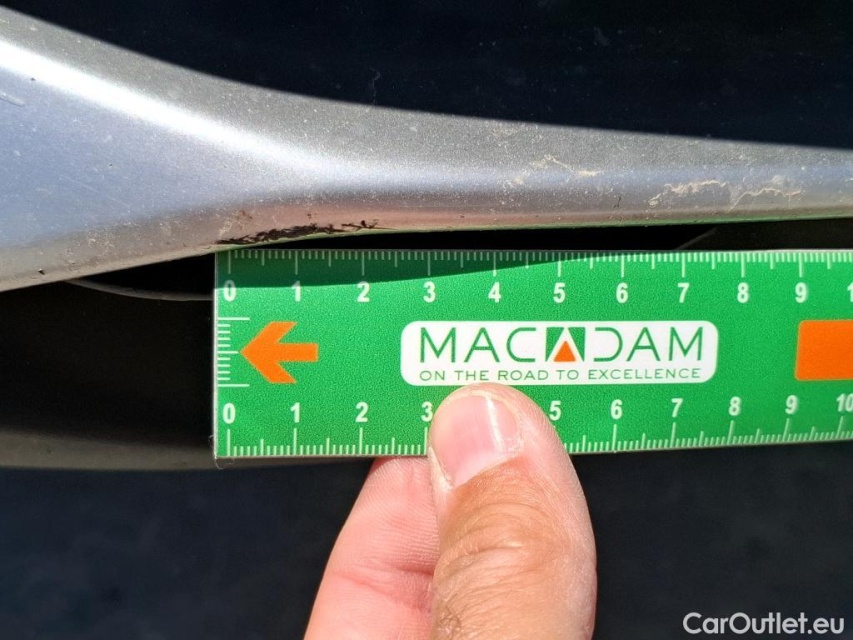 0 1 2 3 4 5 6 7 8 9
MACADAM
ON THE ROAD TO EXCELLENCE
0 1 2 3 5 6 7 8 9 10
CarOutlet.eu